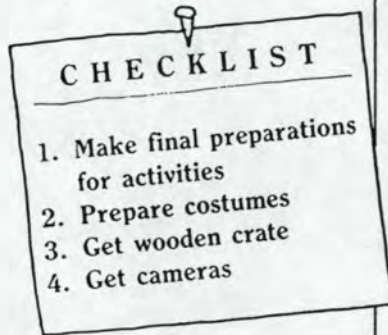 CHECKLIST
1. Make final preparations
for activities
2. Prepare costumes
3. Get wooden crate
4. Get cameras